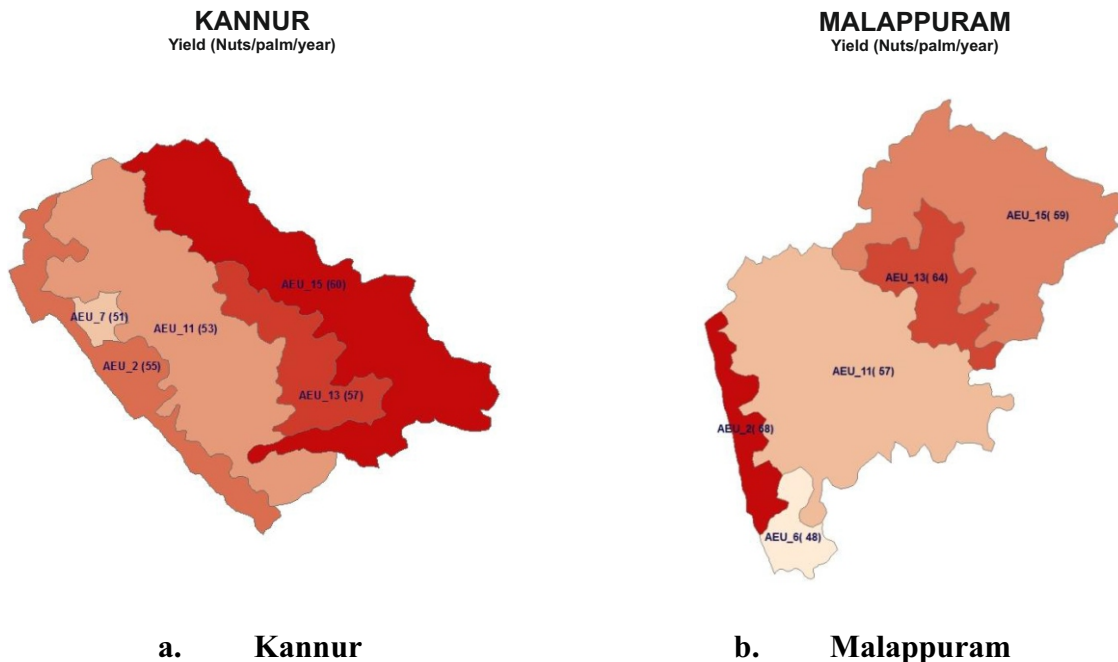 KANNUR
Yield (Nuts/palm/year)
AEU_15 (60)
AEU_7 (51)
AEU_11 (53)
AEU_2 (55)
AEU_13 (57)
a. Kannur
MALAPPURAM
Yield (Nuts/palm/year)
AEU_15( 59)
AEU_13( 64)
AEU_11( 57)
AEU_2( 68)
AEU_6( 48)
b. Malappuram